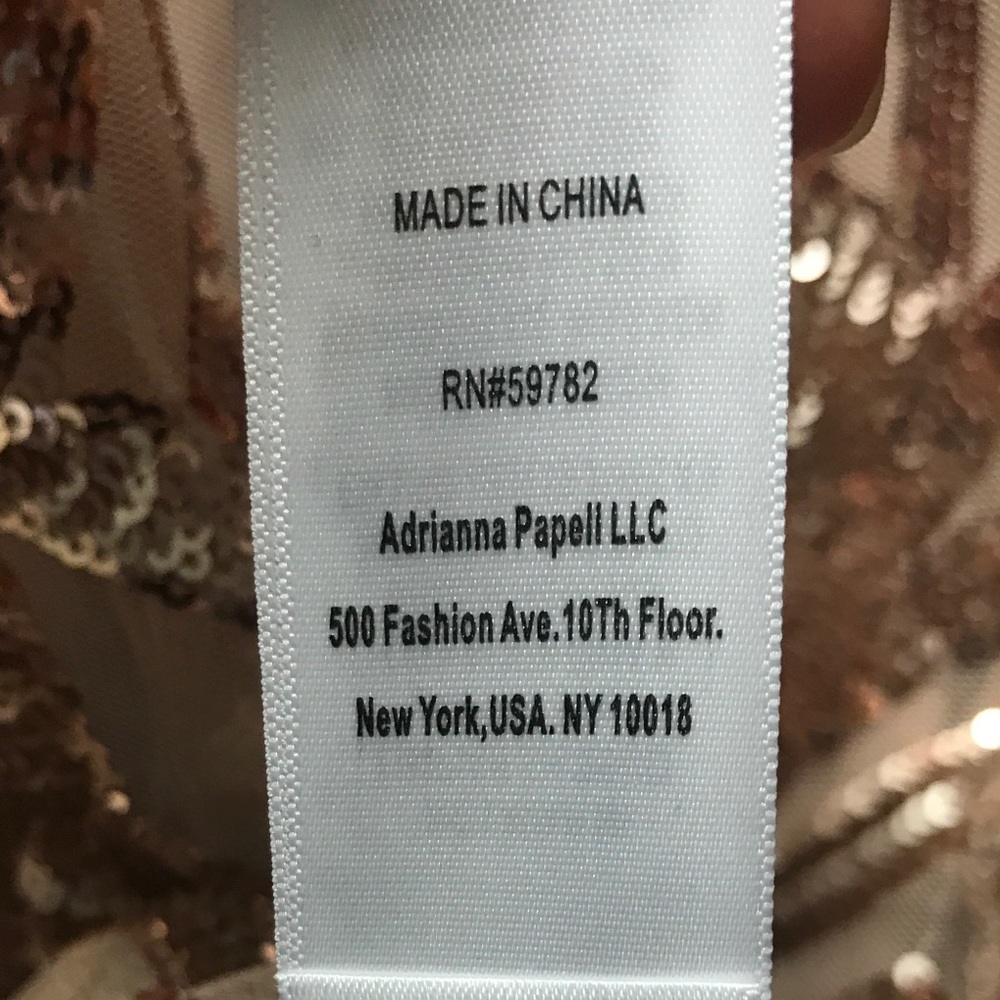 MADE IN CHINA
RN#59782
Adrianna Papell LLC
500 Fashion Ave.10Th Floor.
New York,USA. NY 10018